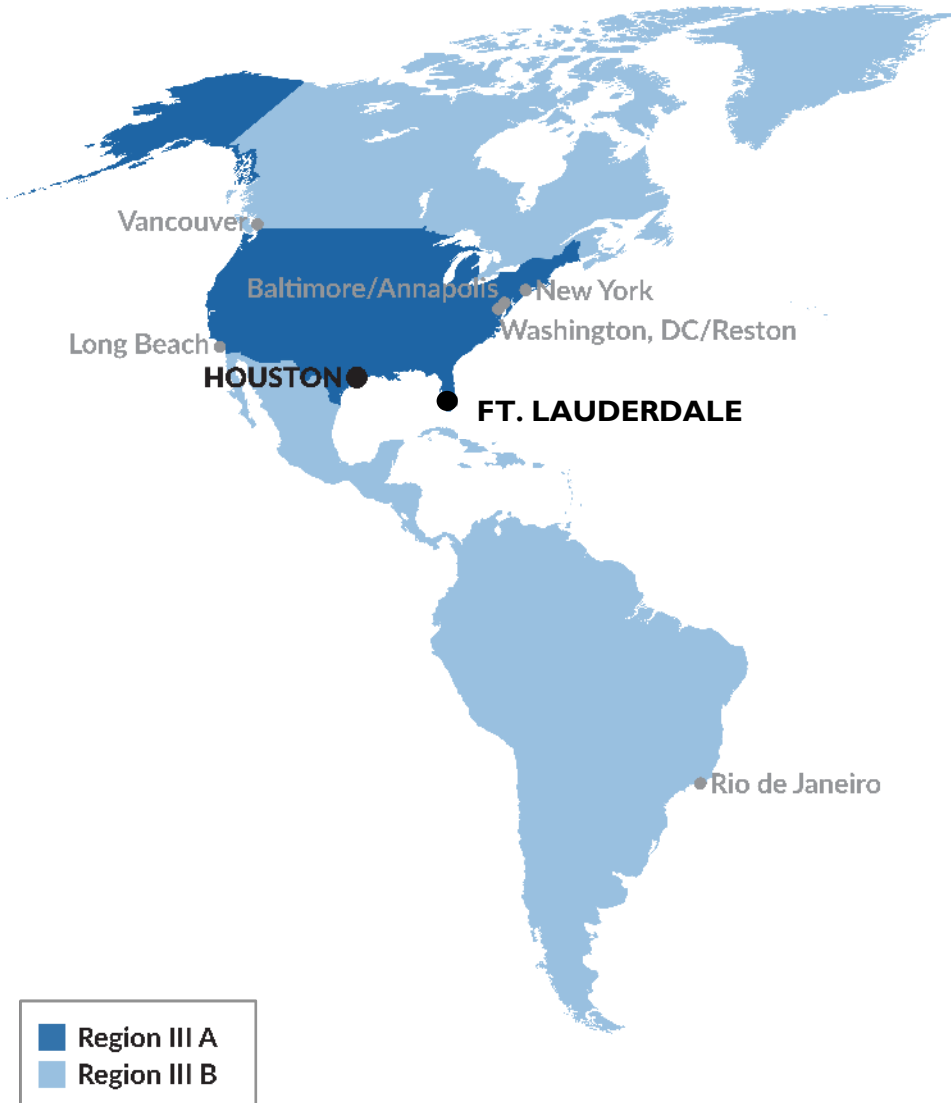 Vancouver
Baltimore/Annapolis
New York
Washington, DC/Reston
Long Beach
HOUSTON
FT. LAUDERDALE
Rio de Janeiro
Region III A
Region III B